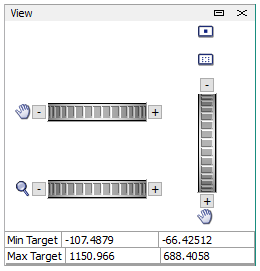 View
-
- +
- +
+
Min Target -107.4879 -66.42512
Max Target 1150.966 688.4058